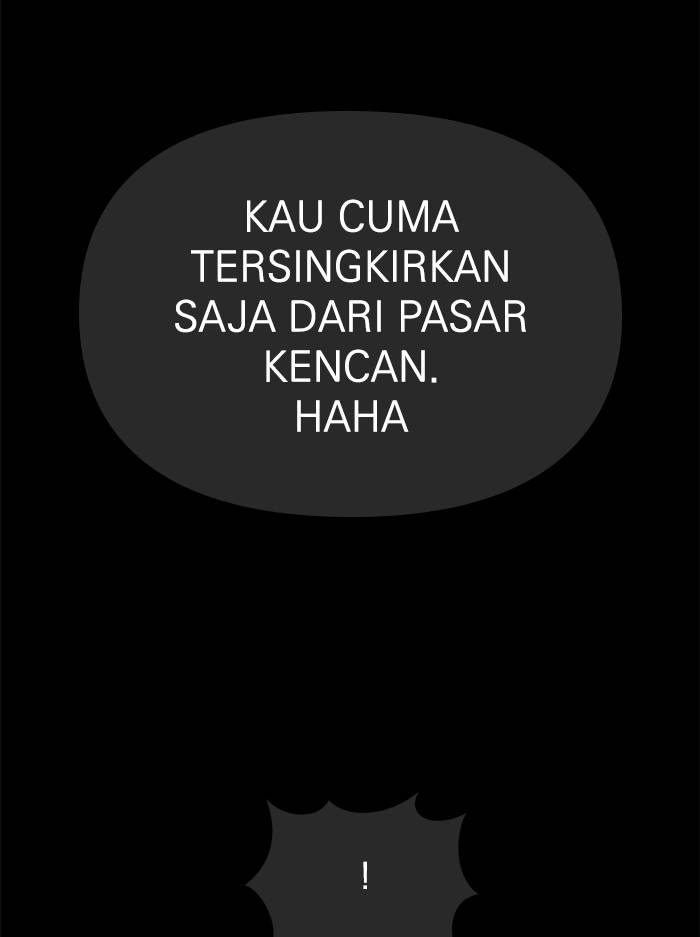 KAU CUMA
TERSINGKIRKAN
SAJA DARI PASAR
KENCAN.
HAHA
!